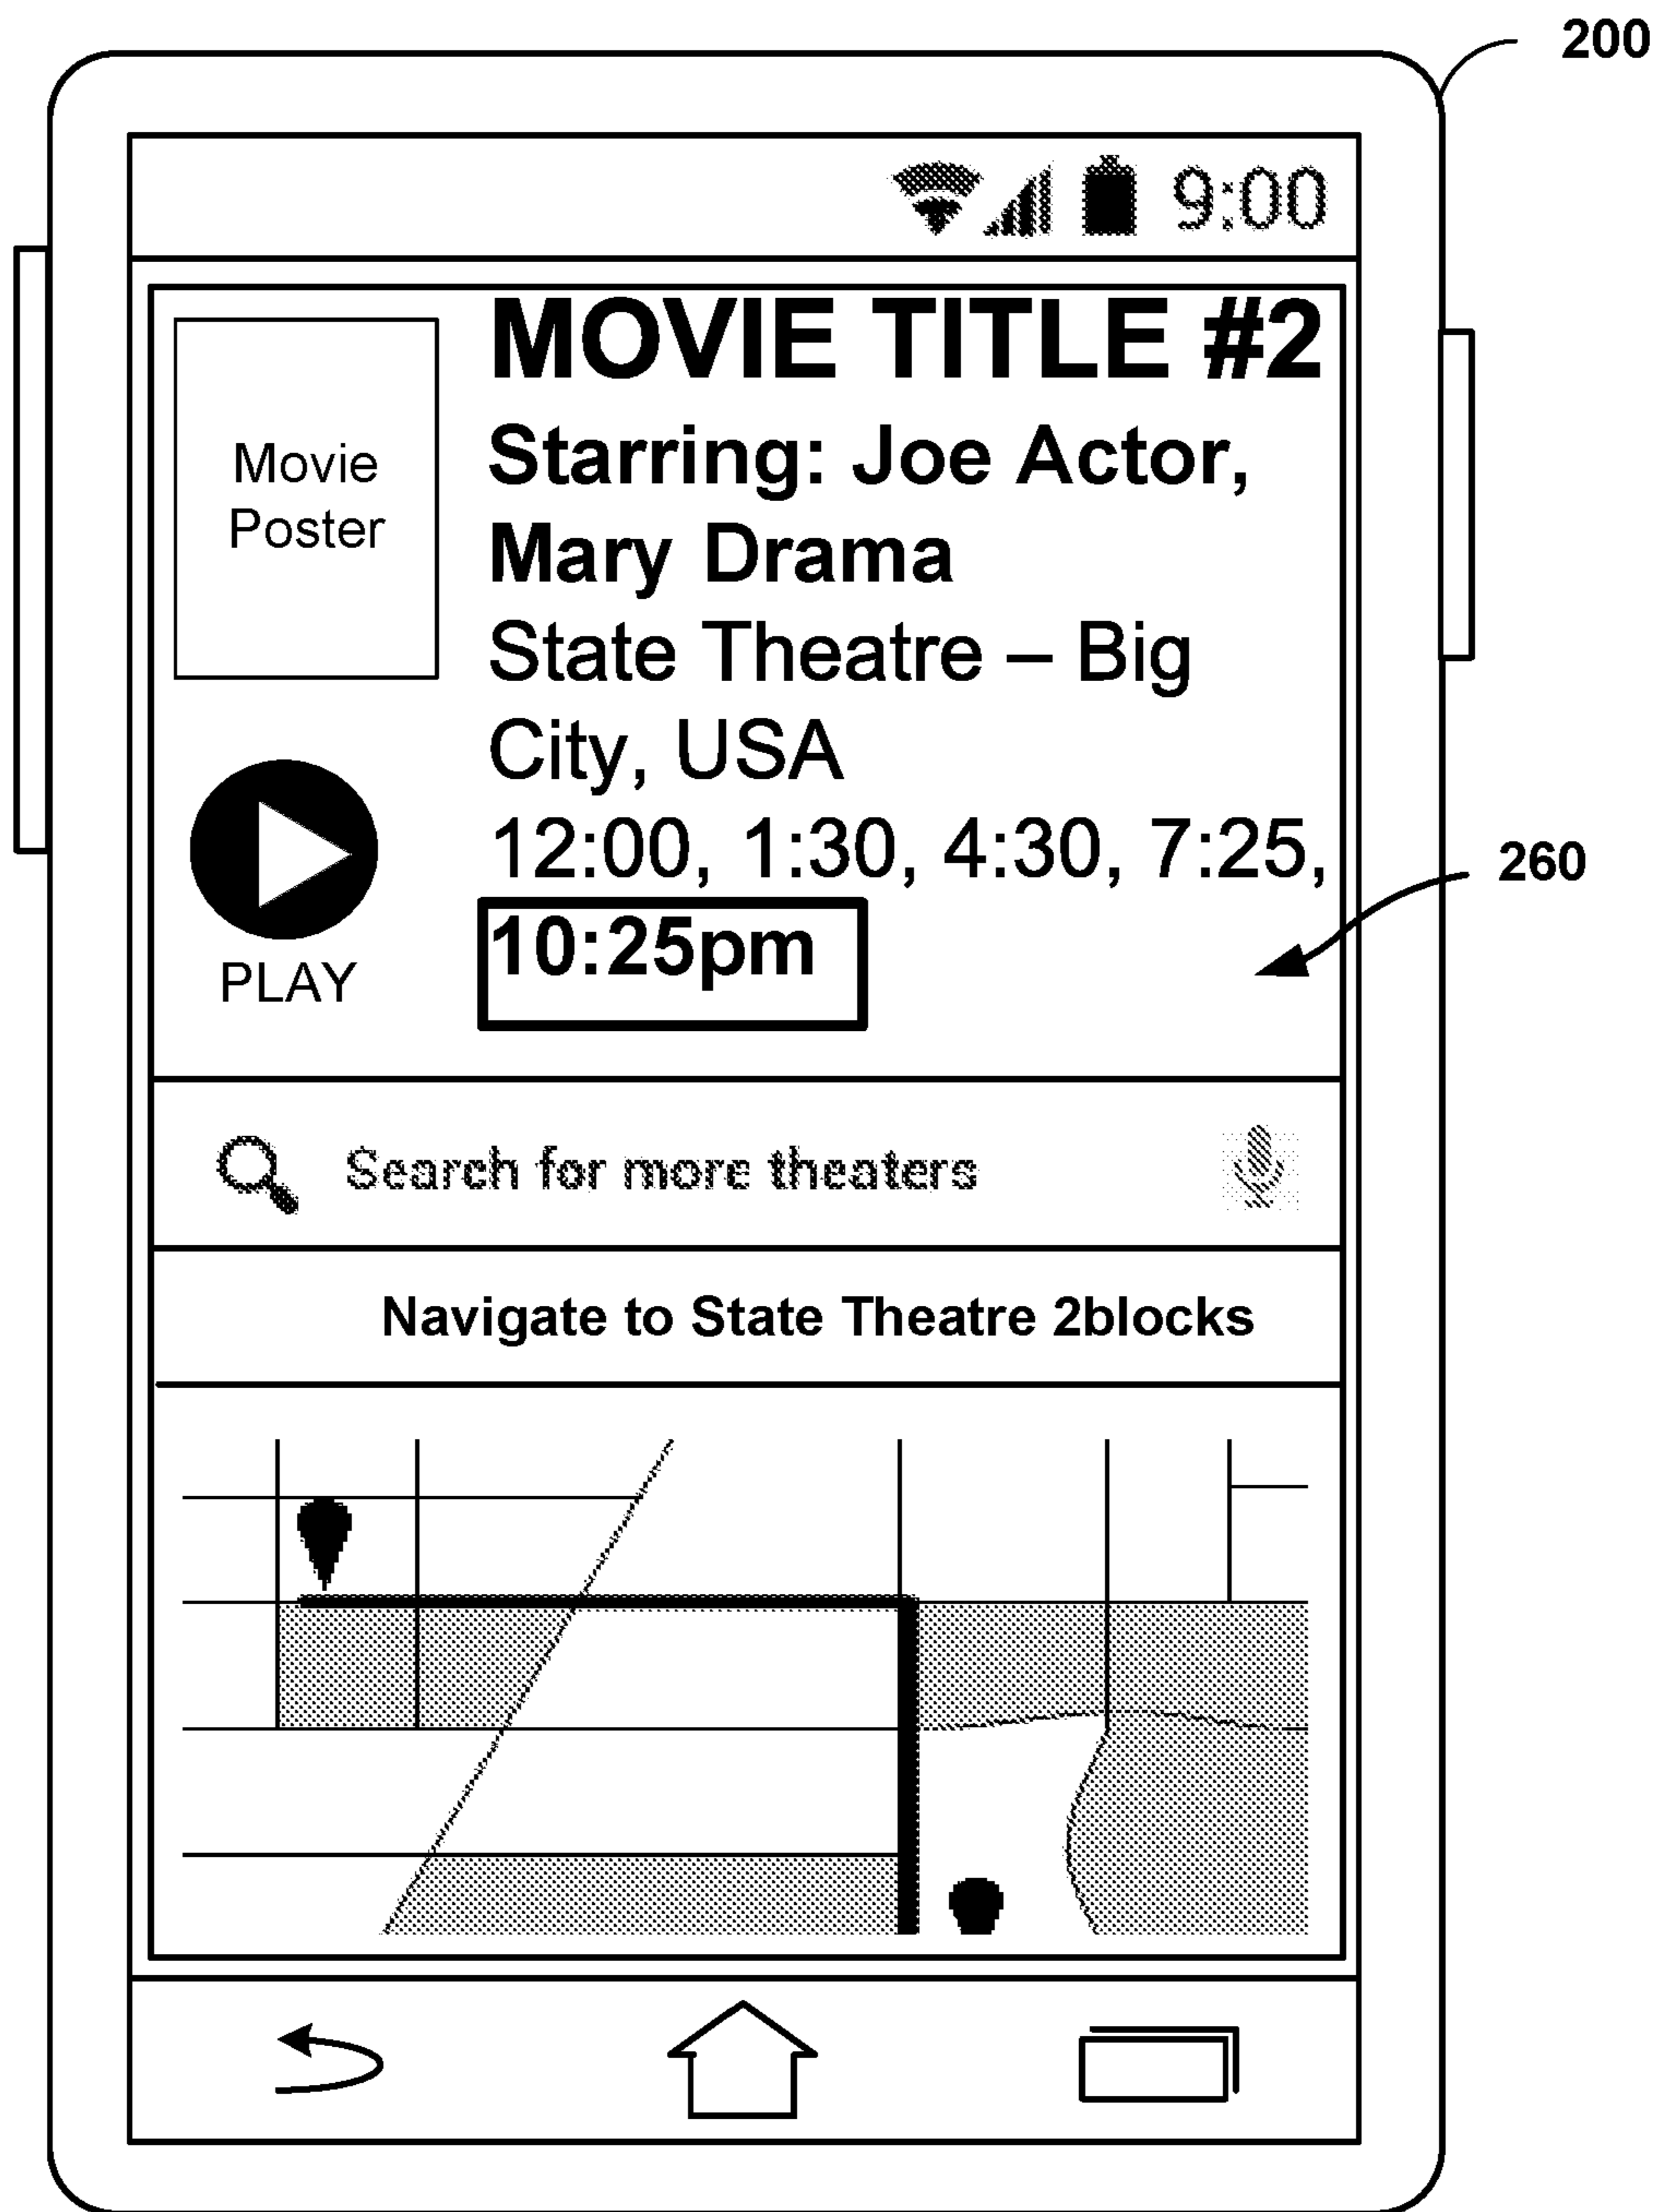 200
9:00
MOVIE TITLE #2
Starring: Joe Actor,
Mary Drama
State Theatre – Big
City, USA
12:00, 1:30, 4:30, 7:25,
10:25pm
Movie
Poster
PLAY
260
Search for more theaters
Navigate to State Theatre 2blocks